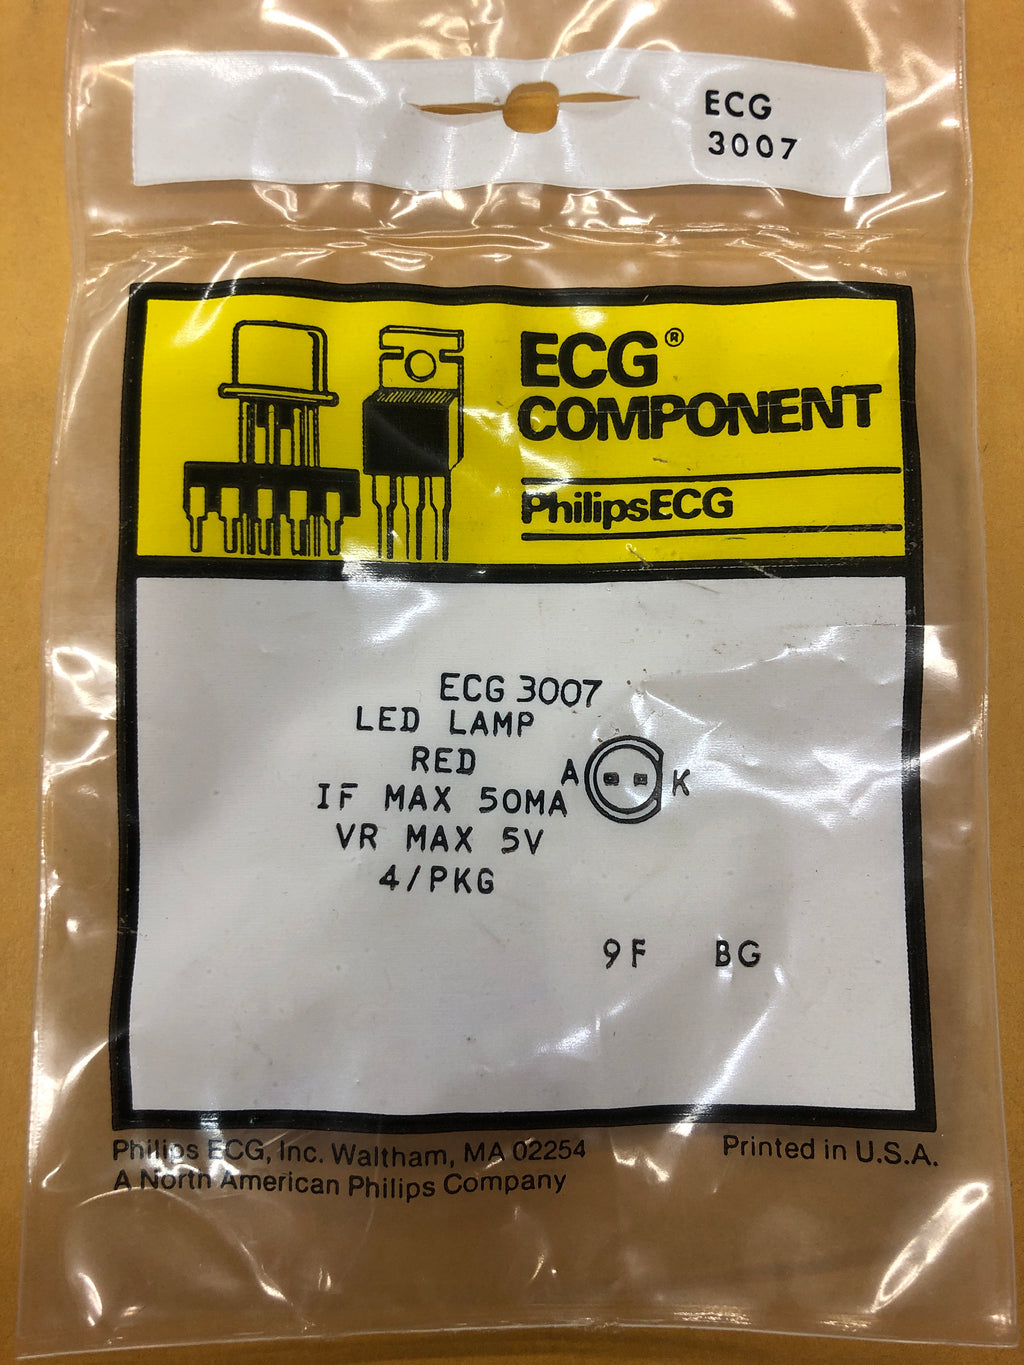 ECG
3007
ECG®
COMPONENT
PhilipsECG
ECG 3007
LED LAMP
RED
A K
IF MAX 50MA
VR MAX 5V
4/PKG
9F BG
Philips ECG, Inc. Waltham, MA 02254
A North American Philips Company
Printed in U.S.A.